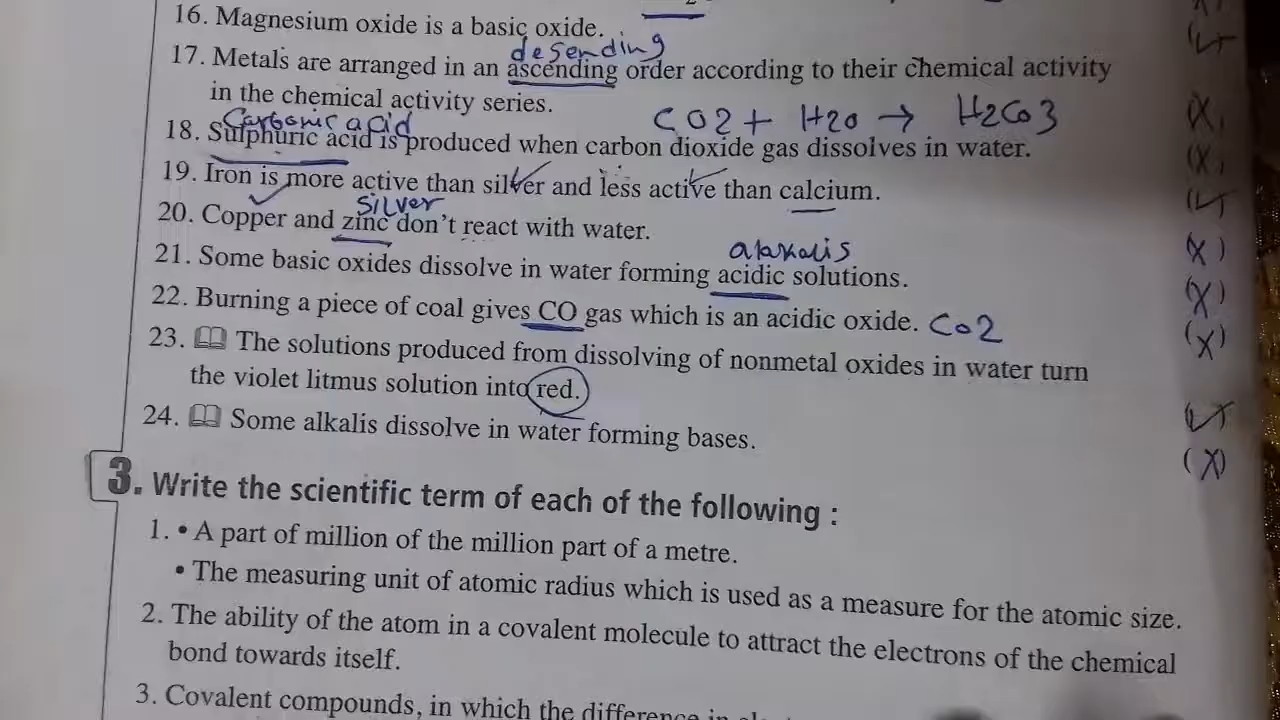 16. Magnesium oxide is a basic oxide.
desending
17. Metals are arranged in an ascending order according to their chemical activity
in the chemical activity series.
CO2 + H2O → H2CO3
Carbonic acid
18. Sulphuric acid is produced when carbon dioxide gas dissolves in water.
19. Iron is more active than silver and less active than calcium. (✓)
silver
20. Copper and zinc don't react with water. (X)
alkalis
21. Some basic oxides dissolve in water forming acidic solutions. (X)
22. Burning a piece of coal gives CO gas which is an acidic oxide. CO2 (X)
23. The solutions produced from dissolving of nonmetal oxides in water turn
the violet litmus solution into red. (✓)
24. Some alkalis dissolve in water forming bases. (X)
3. Write the scientific term of each of the following :
1. • A part of million of the million part of a metre.
• The measuring unit of atomic radius which is used as a measure for the atomic size.
2. The ability of the atom in a covalent molecule to attract the electrons of the chemical
bond towards itself.
3. Covalent compounds, in which the difference in